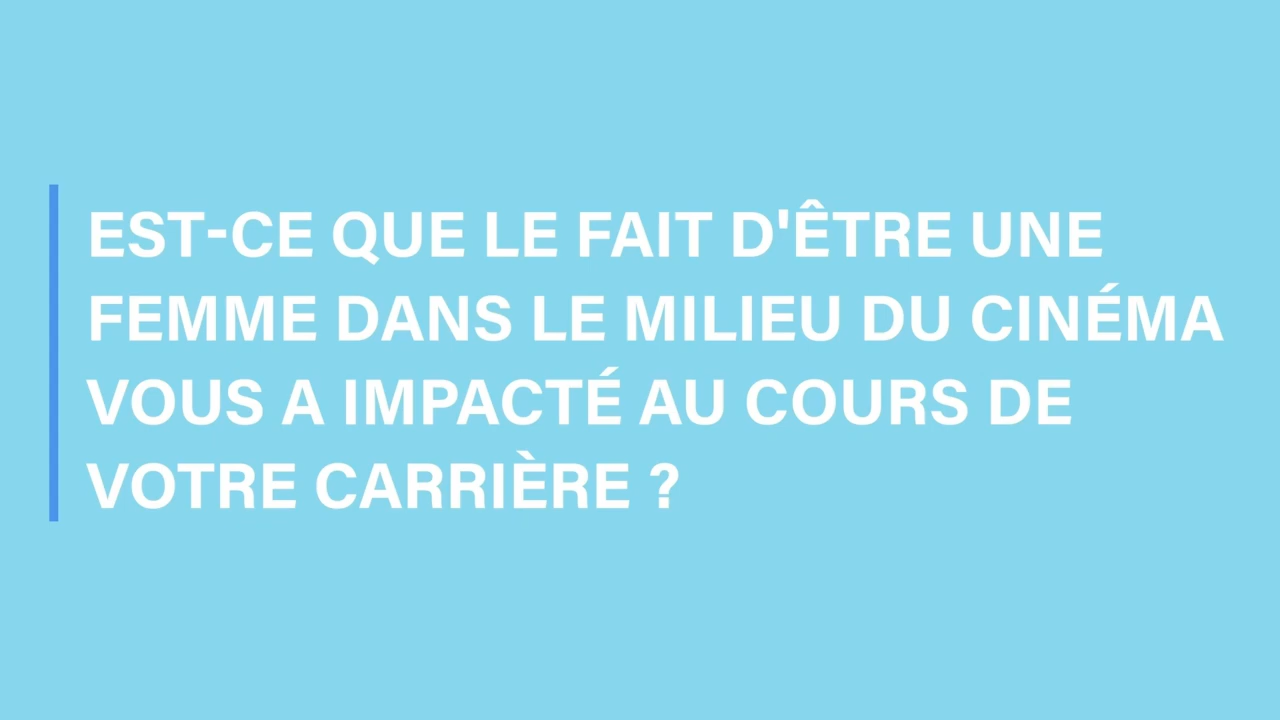 EST-CE QUE LE FAIT D'ÊTRE UNE
FEMME DANS LE MILIEU DU CINÉMA
VOUS A IMPACTÉ AU COURS DE
VOTRE CARRIÈRE ?